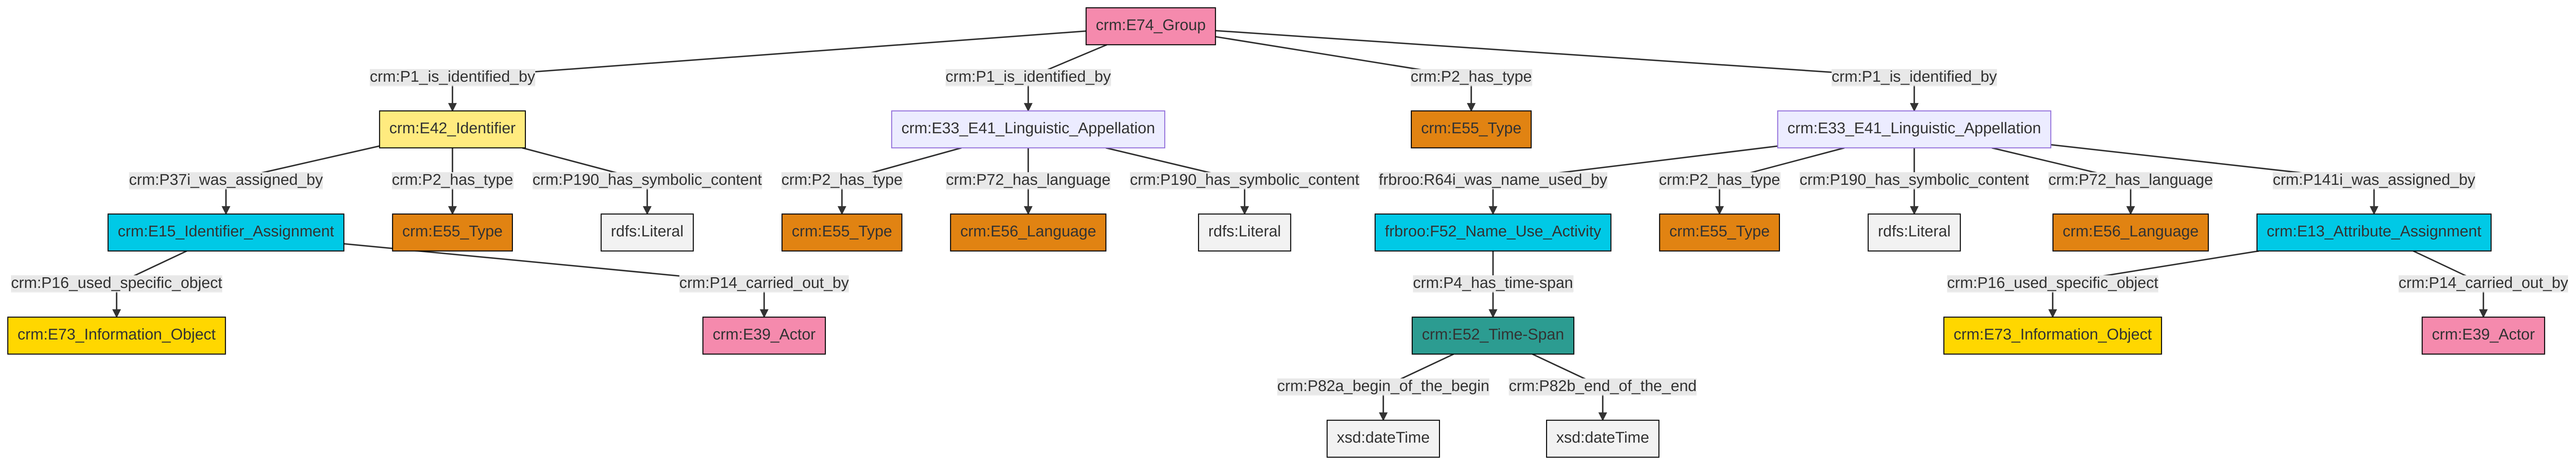 crm:E74_Group
crm:P1_is_identified_by
crm:P1_is_identified_by
crm:P2_has_type
crm:P1_is_identified_by
crm:E42_Identifier
crm:E33_E41_Linguistic_Appellation
crm:E55_Type
crm:E33_E41_Linguistic_Appellation
crm:P37i_was_assigned_by
crm:P2_has_type
crm:P190_has_symbolic_content
crm:P2_has_type
crm:P72_has_language
crm:P190_has_symbolic_content
frbroo:R64i_was_name_used_by
crm:P2_has_type
crm:P190_has_symbolic_content
crm:P72_has_language
crm:P141i_was_assigned_by
crm:E15_Identifier_Assignment
crm:E55_Type
rdfs:Literal
crm:E55_Type
crm:E56_Language
rdfs:Literal
frbroo:F52_Name_Use_Activity
crm:E55_Type
rdfs:Literal
crm:E56_Language
crm:E13_Attribute_Assignment
crm:P16_used_specific_object
crm:P14_carried_out_by
crm:P4_has_time-span
crm:P16_used_specific_object
crm:P14_carried_out_by
crm:E73_Information_Object
crm:E39_Actor
crm:E52_Time-Span
crm:E73_Information_Object
crm:E39_Actor
crm:P82a_begin_of_the_begin
crm:P82b_end_of_the_end
xsd:dateTime
xsd:dateTime